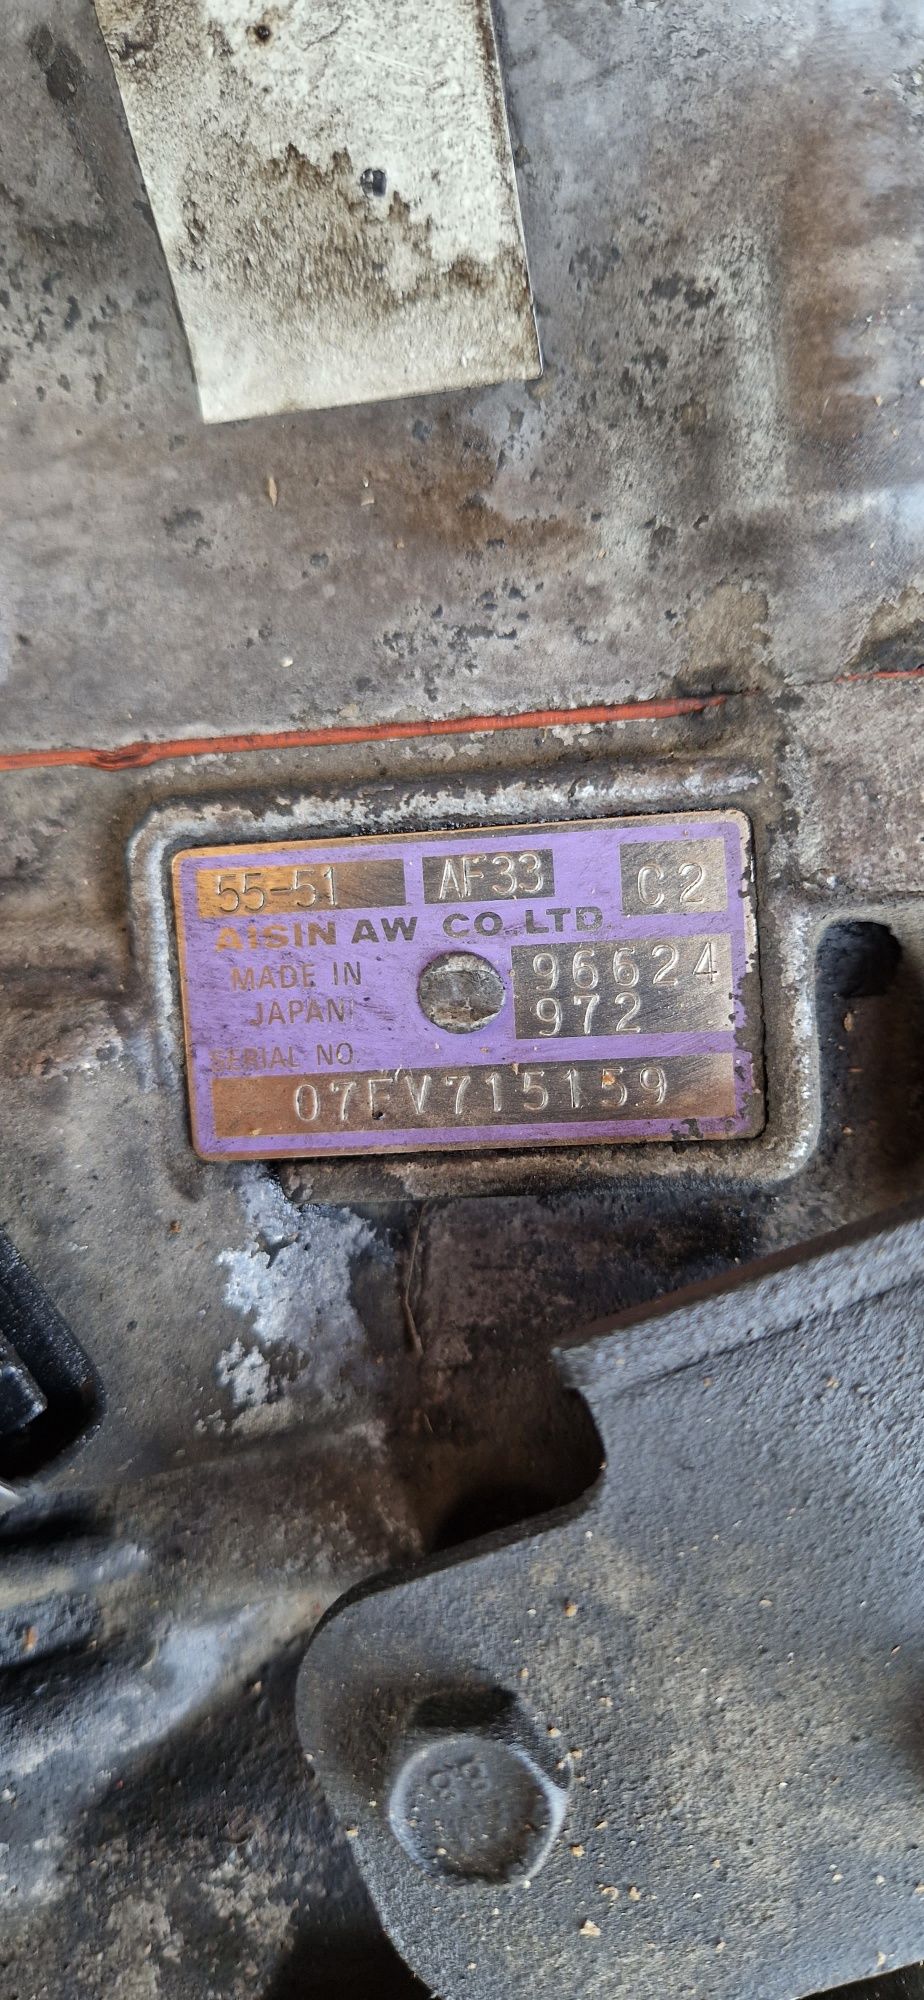 55-51 AF33 C2
AISIN AW CO.,LTD
MADE IN JAPAN
96624
972
SERIAL NO.
07FV715159